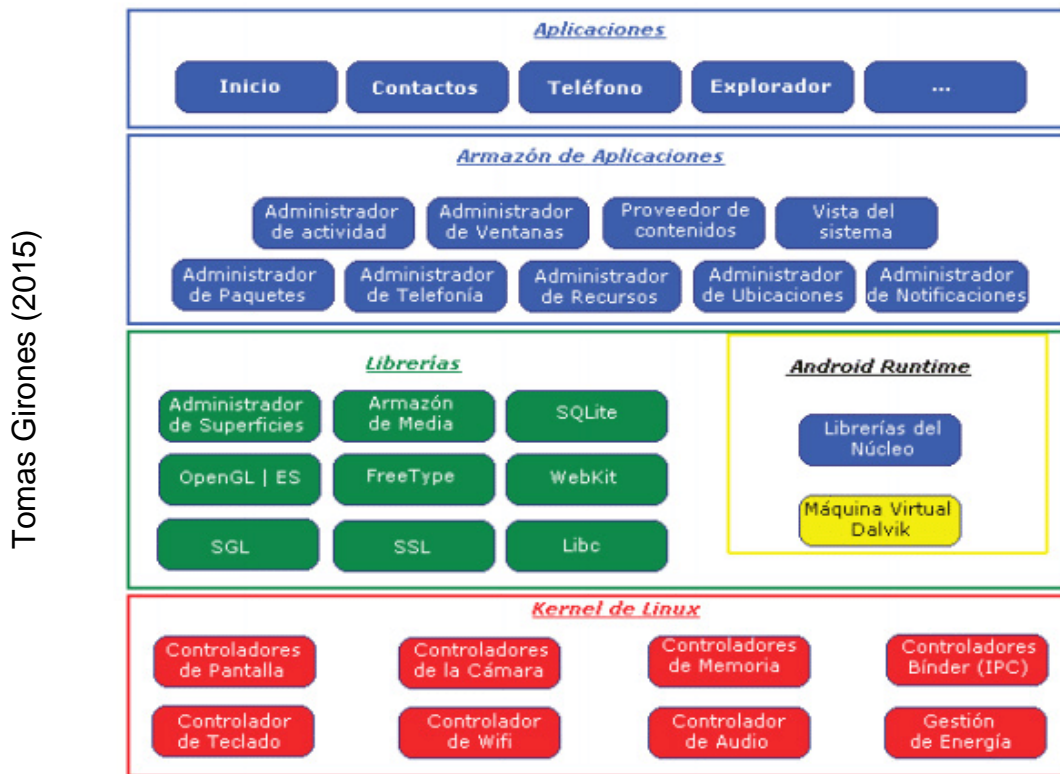 Tomas Girones (2015)
Aplicaciones
Inicio
Contactos
Teléfono
Explorador
...
Armazón de Aplicaciones
Administrador
de actividad
Administrador
de Ventanas
Proveedor de
contenidos
Vista del
sistema
Administrador
de Paquetes
Administrador
de Telefonía
Administrador
de Recursos
Administrador
de Ubicaciones
Administrador
de Notificaciones
Librerías
Administrador
de Superficies
Armazón
de Media
SQLite
OpenGL | ES
FreeType
WebKit
SGL
SSL
Libc
Android Runtime
Librerías del
Núcleo
Máquina Virtual
Dalvik
Kernel de Linux
Controladores
de Pantalla
Controladores
de la Cámara
Controladores
de Memoria
Controladores
Bínder (IPC)
Controlador
de Teclado
Controlador
de Wifi
Controlador
de Audio
Gestión
de Energía